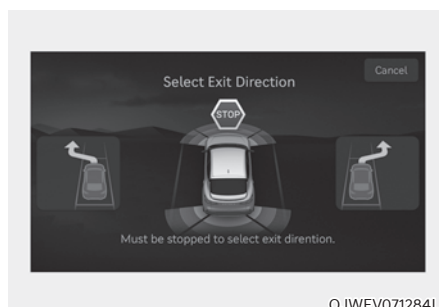 Cancel
Select Exit Direction
STOP
Must be stopped to select exit dirention.
OJWEV071284L